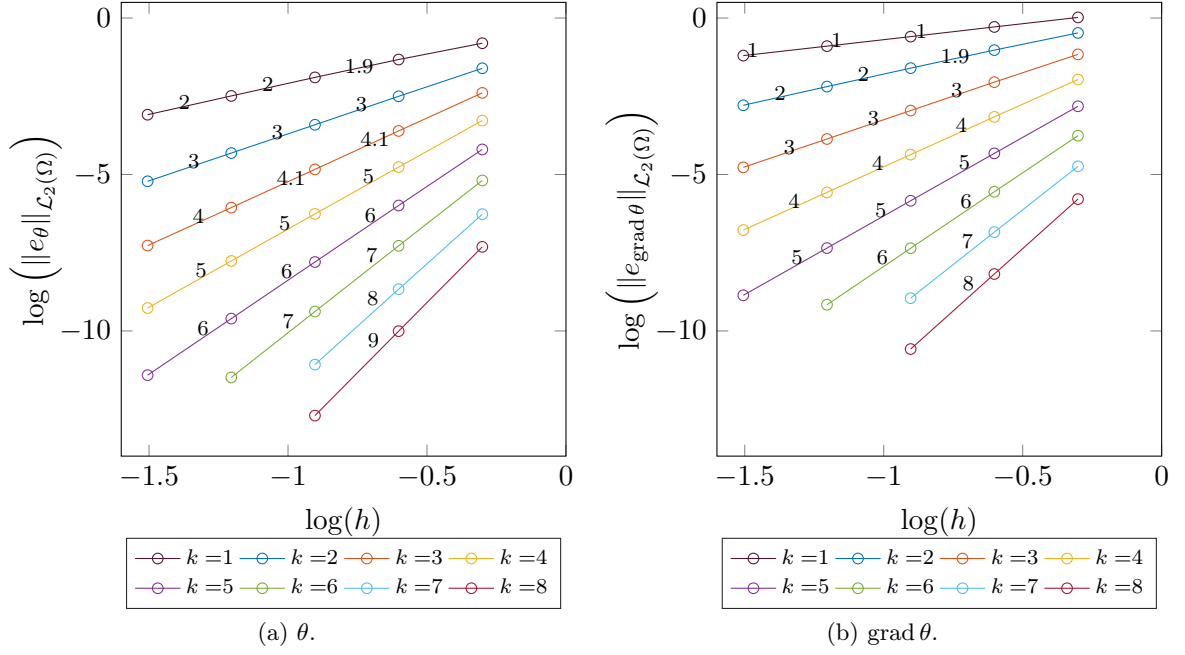 0
−5
−10
−1.5 −1 −0.5 0
log(h)
log (‖e_θ‖_{𝓛₂(Ω)})
2 2 1.9
3 3 3
4 4.1 4.1
5 5 5
6 6 6
7 7
8
9
k =1 k =2 k =3 k =4
k =5 k =6 k =7 k =8
(a) θ.
0
−5
−10
−1.5 −1 −0.5 0
log(h)
log (‖e_{grad θ}‖_{𝓛₂(Ω)})
1 1 1
2 2 1.9
3 3 3
4 4 4
5 5 5
6 6
7
8
k =1 k =2 k =3 k =4
k =5 k =6 k =7 k =8
(b) grad θ.